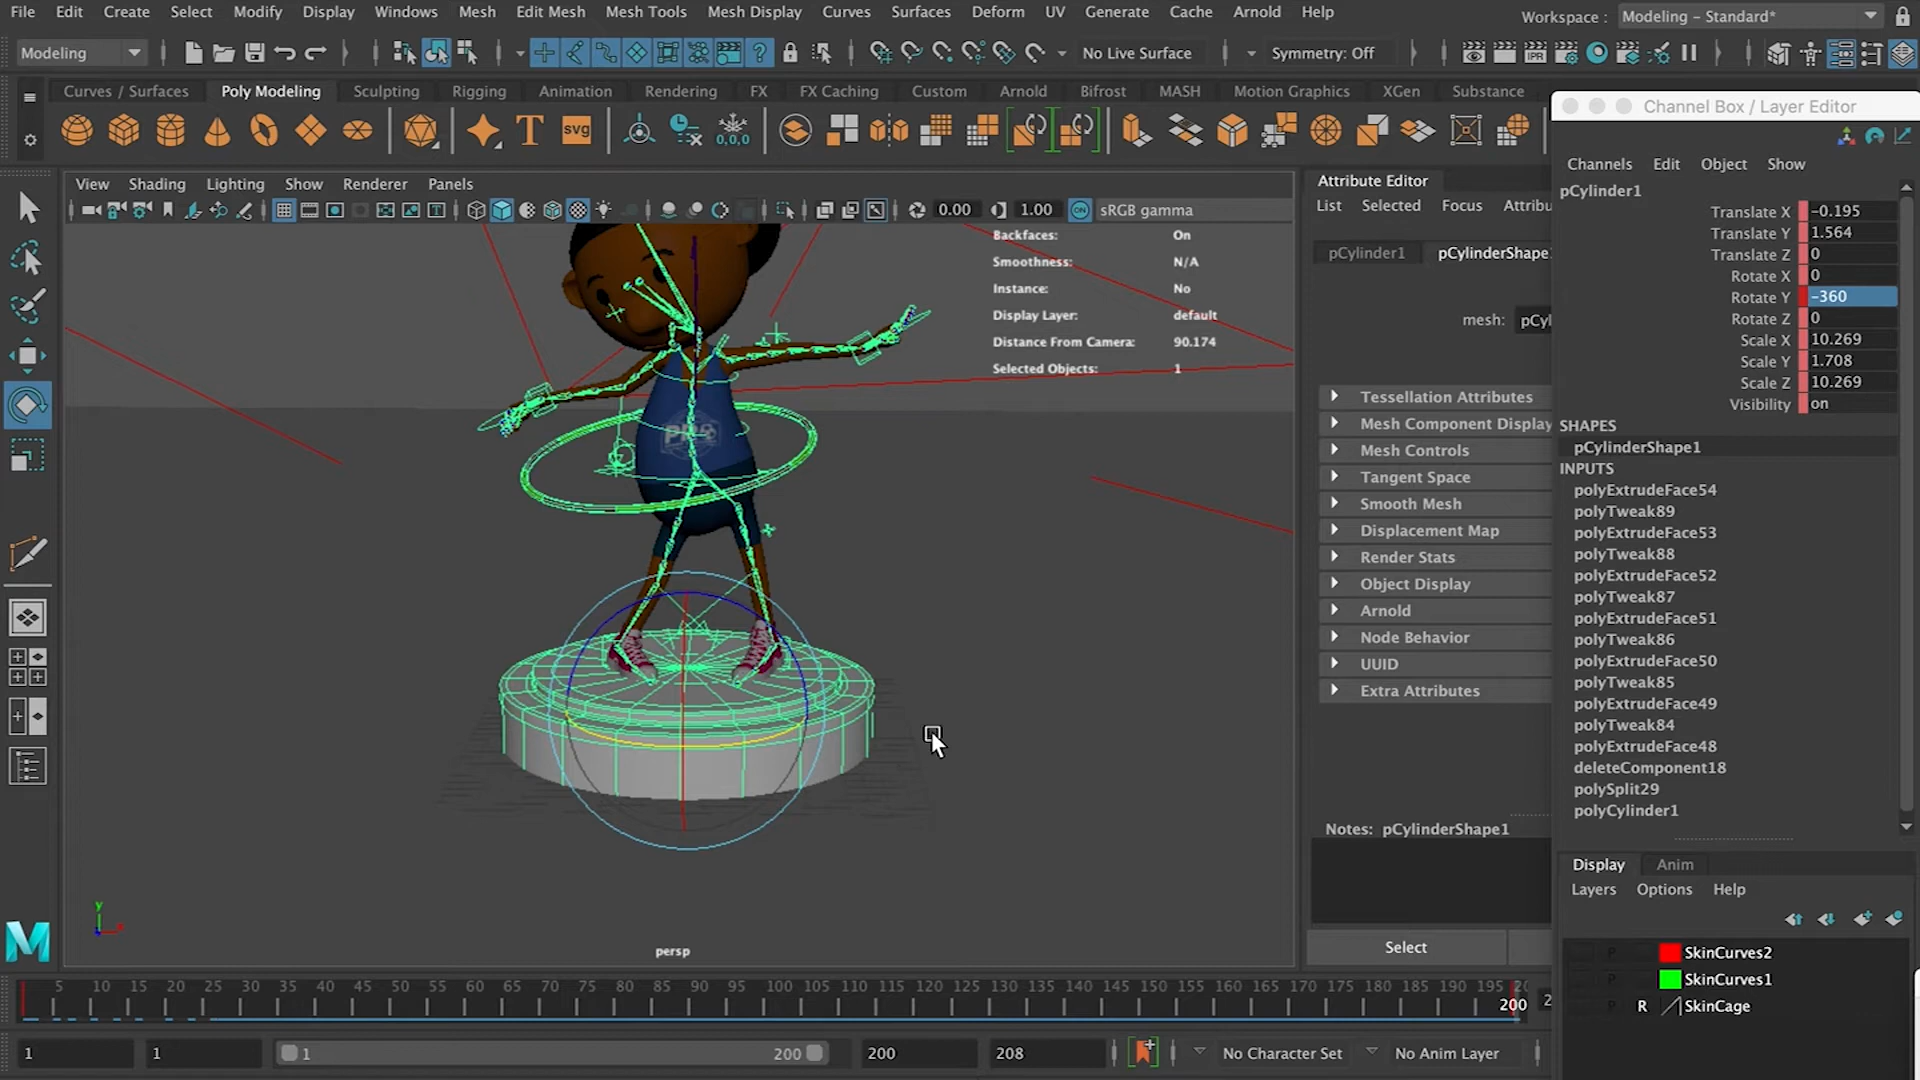 File Edit Create Select Modify Display Windows Mesh Edit Mesh Mesh Tools Mesh Display Curves Surfaces Deform UV Generate Cache Arnold Help Workspace : Modeling - Standard*
Modeling No Live Surface Symmetry: Off IPR
Curves / Surfaces Poly Modeling Sculpting Rigging Animation Rendering FX FX Caching Custom Arnold Bifrost MASH Motion Graphics XGen Substance
Channel Box / Layer Editor
T SVG 0,0,0
Channels Edit Object Show
View Shading Lighting Show Renderer Panels
Attribute Editor
List Selected Focus Attribu
0.00 1.00 ON sRGB gamma
pCylinder1
Translate X -0.195
Translate Y 1.564
Translate Z 0
Rotate X 0
Rotate Y -360
Rotate Z 0
Scale X 10.269
Scale Y 1.708
Scale Z 10.269
Visibility on
Backfaces: On
Smoothness: N/A
Instance: No
Display Layer: default
Distance From Camera: 90.174
Selected Objects: 1
PRO
pCylinder1 pCylinderShape1
mesh: pCyl
Tessellation Attributes
Mesh Component Display
Mesh Controls
Tangent Space
Smooth Mesh
Displacement Map
Render Stats
Object Display
Arnold
Node Behavior
UUID
Extra Attributes
SHAPES
pCylinderShape1
INPUTS
polyExtrudeFace54
polyTweak89
polyExtrudeFace53
polyTweak88
polyExtrudeFace52
polyTweak87
polyExtrudeFace51
polyTweak86
polyExtrudeFace50
polyTweak85
polyExtrudeFace49
polyTweak84
polyExtrudeFace48
deleteComponent18
polySplit29
polyCylinder1
Notes: pCylinderShape1
Select
Display Anim
Layers Options Help
P SkinCurves2
P SkinCurves1
P R SkinCage
y
persp
M
5 10 15 20 25 30 35 40 45 50 55 60 65 70 75 80 85 90 95 100 105 110 115 120 125 130 135 140 145 150 155 160 165 170 175 180 185 190 195 20
200 2
1 1 1 200 200 208 No Character Set No Anim Layer